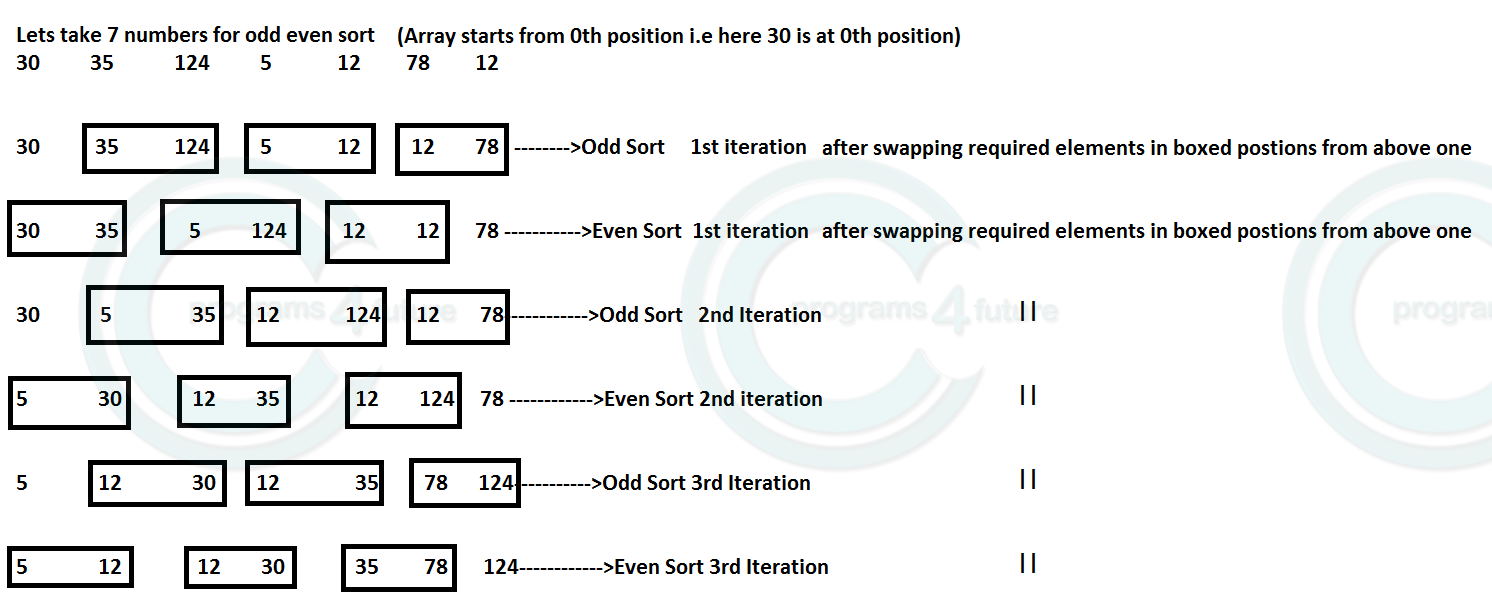 Lets take 7 numbers for odd even sort (Array starts from 0th position i.e here 30 is at 0th position)
30 35 124 5 12 78 12
30 35 124 5 12 12 78 -------->Odd Sort 1st iteration after swapping required elements in boxed postions from above one
30 35 5 124 12 12 78 ----------->Even Sort 1st iteration after swapping required elements in boxed postions from above one
30 5 35 12 124 12 78 ----------->Odd Sort 2nd Iteration ||
programs 4 future programs 4 future
5 30 12 35 12 124 78 ------------>Even Sort 2nd iteration ||
5 12 30 12 35 78 124 ----------->Odd Sort 3rd Iteration ||
5 12 12 30 35 78 124------------>Even Sort 3rd Iteration ||